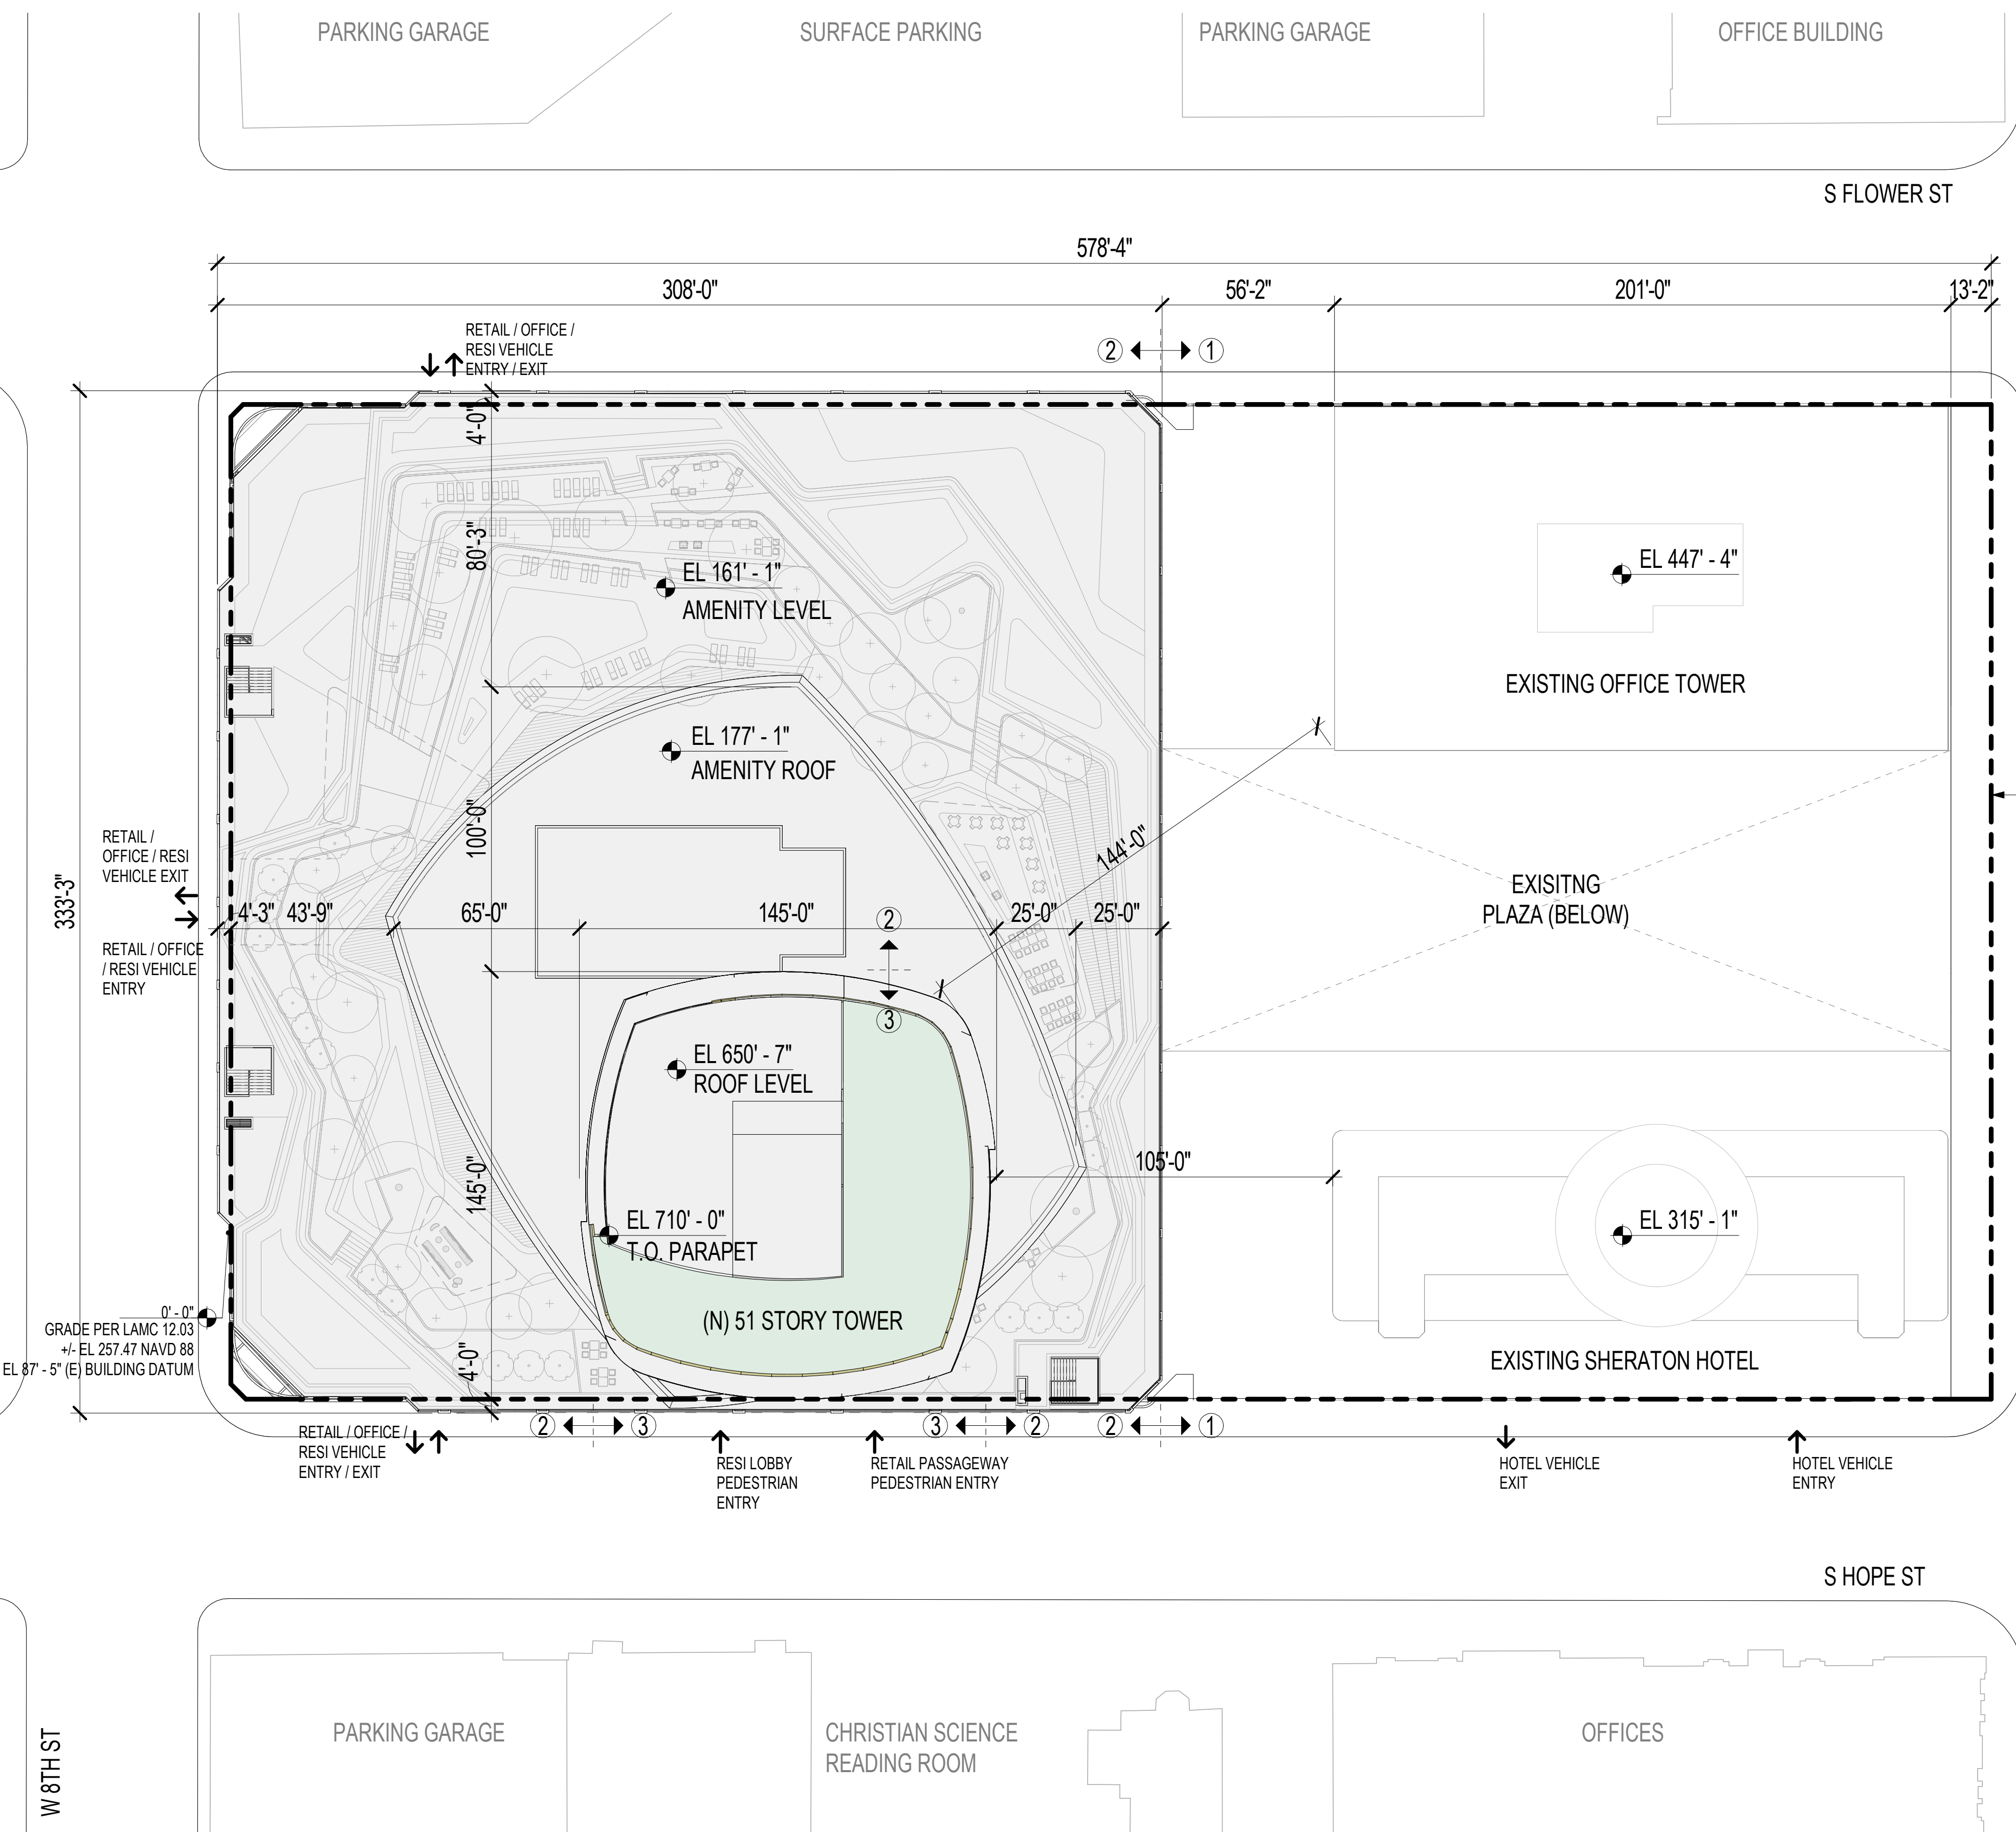 PARKING GARAGE
SURFACE PARKING
PARKING GARAGE
OFFICE BUILDING
S FLOWER ST
578'-4"
308'-0"
56'-2"
201'-0"
13'-2"
RETAIL / OFFICE /
RESI VEHICLE
ENTRY / EXIT
2
1
4'-0"
80'-3"
EL 161' - 1"
AMENITY LEVEL
EL 447' - 4"
EXISTING OFFICE TOWER
EL 177' - 1"
AMENITY ROOF
100'-0"
144'-0"
RETAIL /
OFFICE / RESI
VEHICLE EXIT
333'-3"
4'-3"
43'-9"
65'-0"
145'-0"
2
25'-0"
25'-0"
EXISITNG
PLAZA (BELOW)
RETAIL / OFFICE
/ RESI VEHICLE
ENTRY
3
EL 650' - 7"
ROOF LEVEL
145'-0"
105'-0"
EL 710' - 0"
T.O. PARAPET
EL 315' - 1"
0' - 0"
GRADE PER LAMC 12.03
+/- EL 257.47 NAVD 88
EL 87' - 5" (E) BUILDING DATUM
(N) 51 STORY TOWER
4'-0"
EXISTING SHERATON HOTEL
RETAIL / OFFICE /
RESI VEHICLE
ENTRY / EXIT
2
3
3
2
2
1
RESI LOBBY
PEDESTRIAN
ENTRY
RETAIL PASSAGEWAY
PEDESTRIAN ENTRY
HOTEL VEHICLE
EXIT
HOTEL VEHICLE
ENTRY
S HOPE ST
W 8TH ST
PARKING GARAGE
CHRISTIAN SCIENCE
READING ROOM
OFFICES